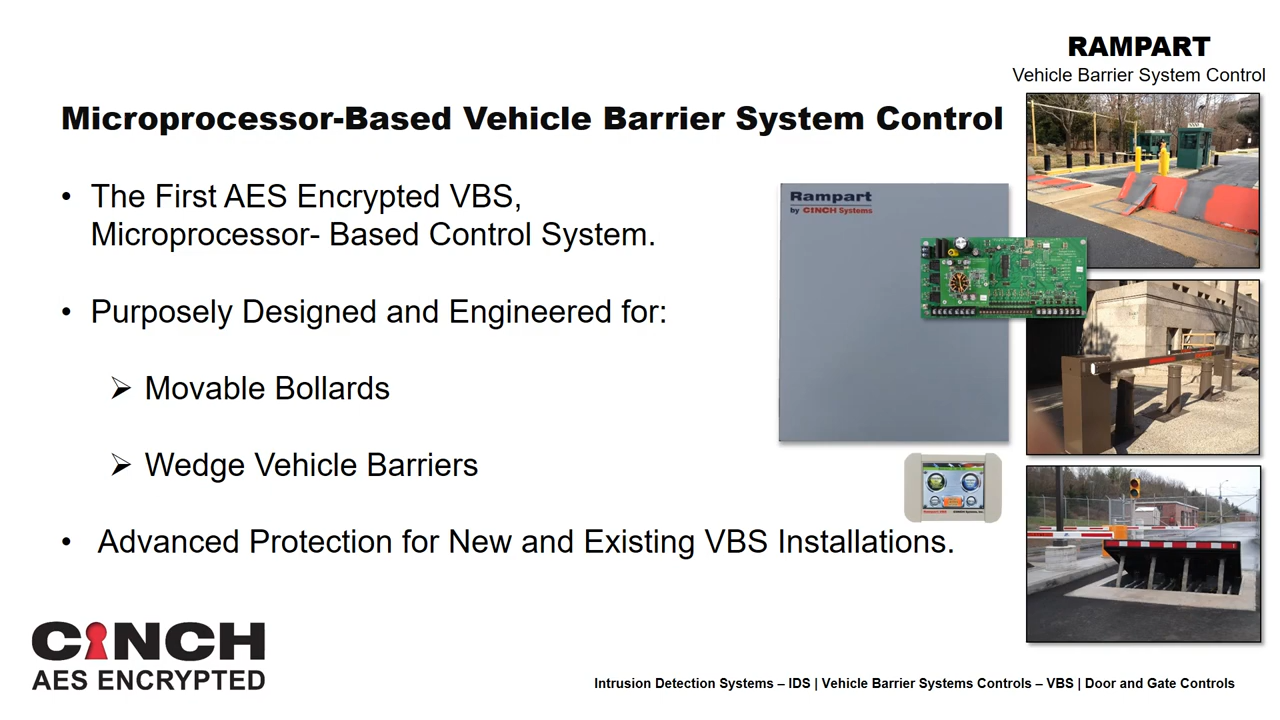 RAMPART
Vehicle Barrier System Control
Microprocessor-Based Vehicle Barrier System Control
• The First AES Encrypted VBS,
Microprocessor- Based Control System.
• Purposely Designed and Engineered for:
➢ Movable Bollards
➢ Wedge Vehicle Barriers
• Advanced Protection for New and Existing VBS Installations.
Rampart
by CINCH Systems
CINCH
AES ENCRYPTED
Intrusion Detection Systems – IDS | Vehicle Barrier Systems Controls – VBS | Door and Gate Controls